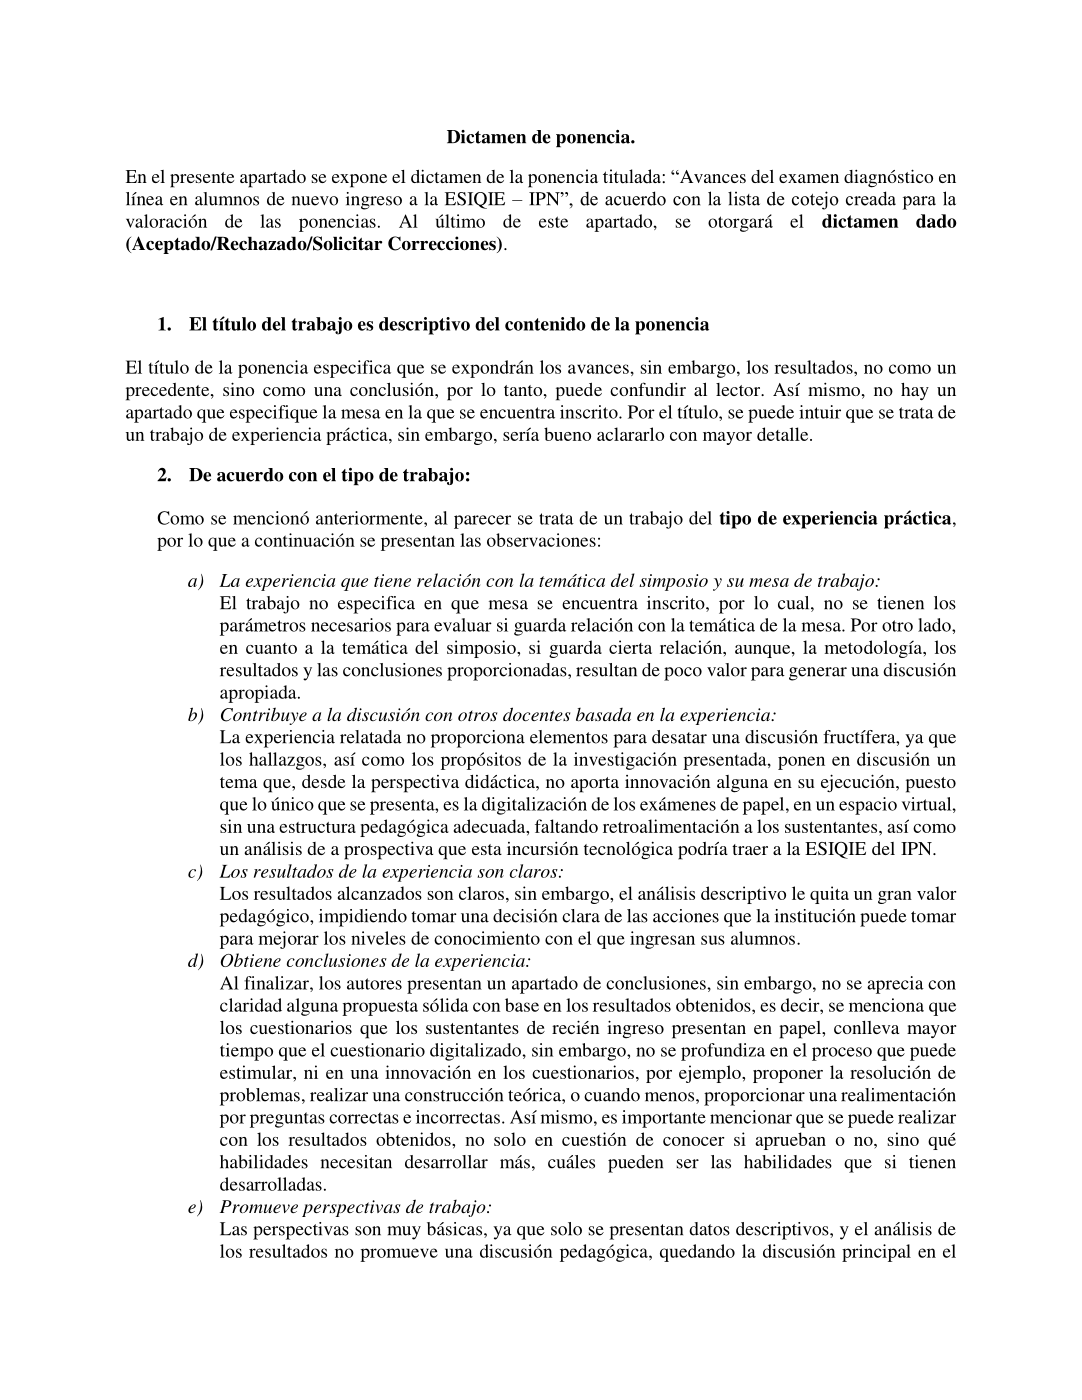 Dictamen de ponencia.
En el presente apartado se expone el dictamen de la ponencia titulada: “Avances del examen diagnóstico en
línea en alumnos de nuevo ingreso a la ESIQIE – IPN”, de acuerdo con la lista de cotejo creada para la
valoración de las ponencias. Al último de este apartado, se otorgará el dictamen dado
(Aceptado/Rechazado/Solicitar Correcciones).
1. El título del trabajo es descriptivo del contenido de la ponencia
El título de la ponencia especifica que se expondrán los avances, sin embargo, los resultados, no como un
precedente, sino como una conclusión, por lo tanto, puede confundir al lector. Así mismo, no hay un
apartado que especifique la mesa en la que se encuentra inscrito. Por el título, se puede intuir que se trata de
un trabajo de experiencia práctica, sin embargo, sería bueno aclararlo con mayor detalle.
2. De acuerdo con el tipo de trabajo:
Como se mencionó anteriormente, al parecer se trata de un trabajo del tipo de experiencia práctica,
por lo que a continuación se presentan las observaciones:
a) La experiencia que tiene relación con la temática del simposio y su mesa de trabajo:
El trabajo no especifica en que mesa se encuentra inscrito, por lo cual, no se tienen los
parámetros necesarios para evaluar si guarda relación con la temática de la mesa. Por otro lado,
en cuanto a la temática del simposio, si guarda cierta relación, aunque, la metodología, los
resultados y las conclusiones proporcionadas, resultan de poco valor para generar una discusión
apropiada.
b) Contribuye a la discusión con otros docentes basada en la experiencia:
La experiencia relatada no proporciona elementos para desatar una discusión fructífera, ya que
los hallazgos, así como los propósitos de la investigación presentada, ponen en discusión un
tema que, desde la perspectiva didáctica, no aporta innovación alguna en su ejecución, puesto
que lo único que se presenta, es la digitalización de los exámenes de papel, en un espacio virtual,
sin una estructura pedagógica adecuada, faltando retroalimentación a los sustentantes, así como
un análisis de a prospectiva que esta incursión tecnológica podría traer a la ESIQIE del IPN.
c) Los resultados de la experiencia son claros:
Los resultados alcanzados son claros, sin embargo, el análisis descriptivo le quita un gran valor
pedagógico, impidiendo tomar una decisión clara de las acciones que la institución puede tomar
para mejorar los niveles de conocimiento con el que ingresan sus alumnos.
d) Obtiene conclusiones de la experiencia:
Al finalizar, los autores presentan un apartado de conclusiones, sin embargo, no se aprecia con
claridad alguna propuesta sólida con base en los resultados obtenidos, es decir, se menciona que
los cuestionarios que los sustentantes de recién ingreso presentan en papel, conlleva mayor
tiempo que el cuestionario digitalizado, sin embargo, no se profundiza en el proceso que puede
estimular, ni en una innovación en los cuestionarios, por ejemplo, proponer la resolución de
problemas, realizar una construcción teórica, o cuando menos, proporcionar una realimentación
por preguntas correctas e incorrectas. Así mismo, es importante mencionar que se puede realizar
con los resultados obtenidos, no solo en cuestión de conocer si aprueban o no, sino qué
habilidades necesitan desarrollar más, cuáles pueden ser las habilidades que si tienen
desarrolladas.
e) Promueve perspectivas de trabajo:
Las perspectivas son muy básicas, ya que solo se presentan datos descriptivos, y el análisis de
los resultados no promueve una discusión pedagógica, quedando la discusión principal en el